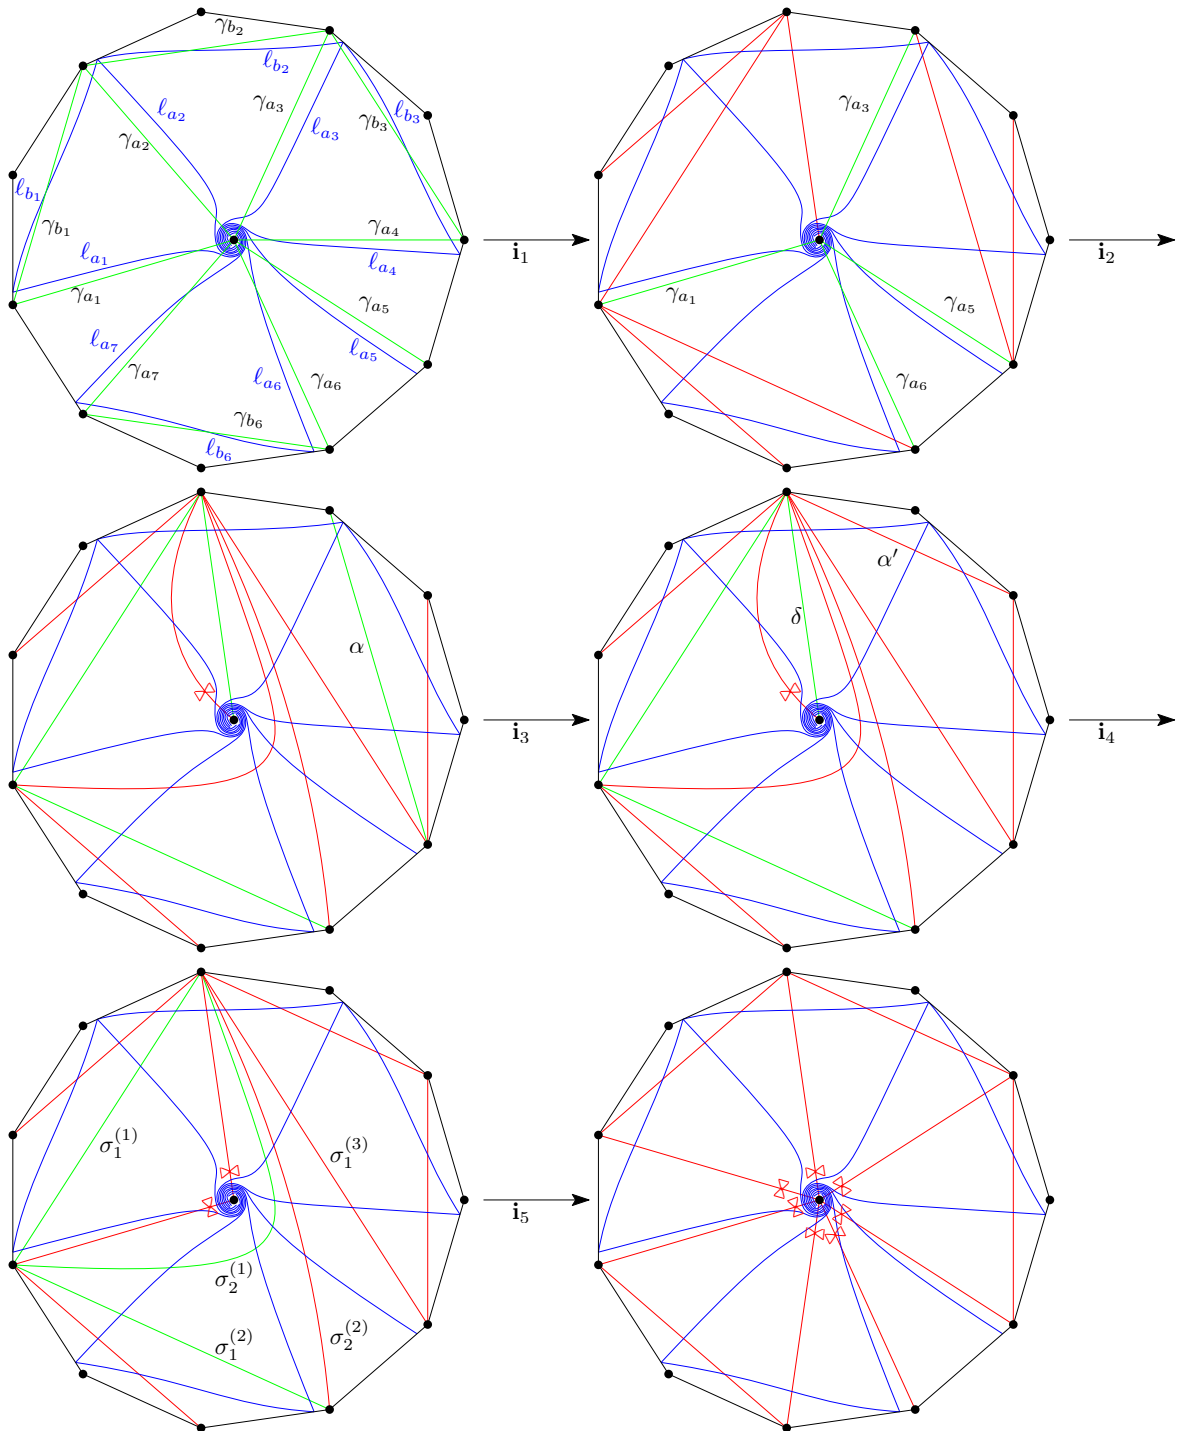 γ_{b_2}
ℓ_{b_2}
γ_{a_3}
ℓ_{b_3}
ℓ_{a_2}
γ_{b_3}
γ_{a_2}
ℓ_{a_3}
ℓ_{b_1}
γ_{b_1}
γ_{a_4}
ℓ_{a_1}
ℓ_{a_4}
γ_{a_1}
γ_{a_5}
ℓ_{a_7}
ℓ_{a_5}
γ_{a_7}
ℓ_{a_6}
γ_{a_6}
γ_{b_6}
ℓ_{b_6}
i_1
γ_{a_3}
γ_{a_1}
γ_{a_5}
γ_{a_6}
i_2
α
i_3
α′
δ
i_4
σ_1^{(1)}
σ_1^{(3)}
σ_2^{(1)}
σ_1^{(2)}
σ_2^{(2)}
i_5